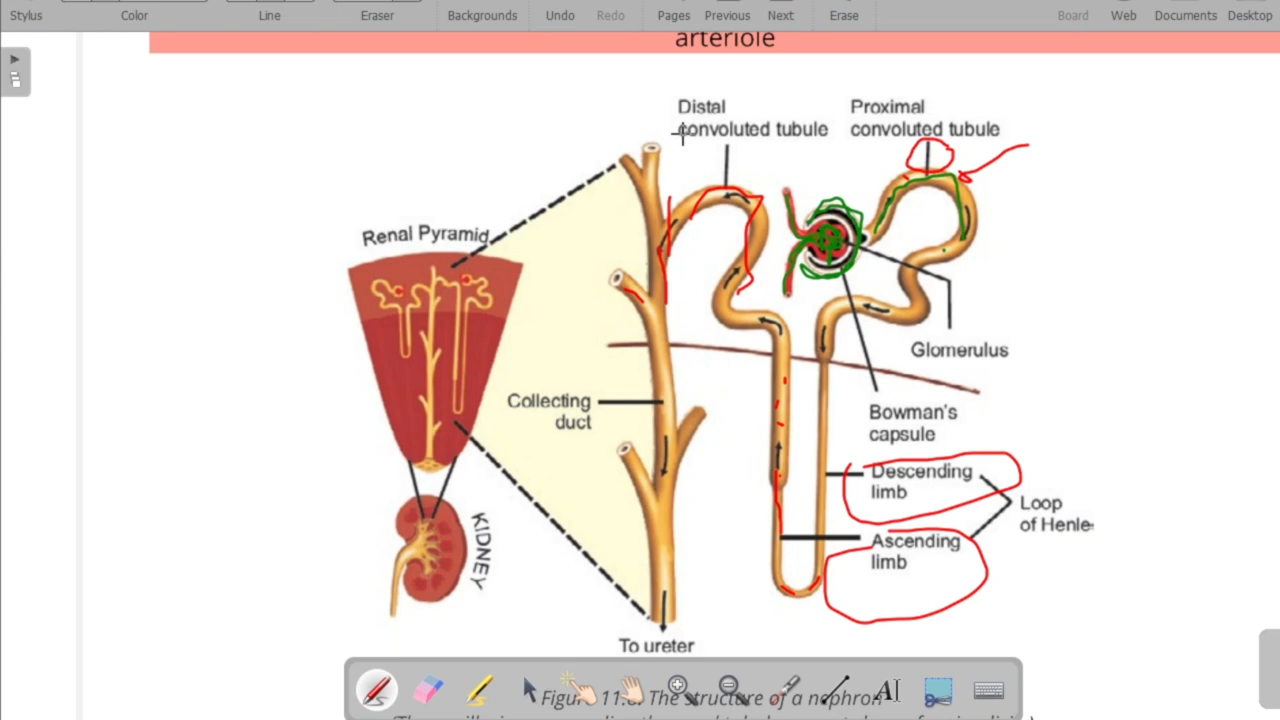 Stylus
Color
Line
Eraser
Backgrounds
Undo
Redo
Pages
Previous
Next
Erase
Board
Web
Documents
Desktop
arteriole
Distal
convoluted tubule
Proximal
convoluted tubule
Renal Pyramid
Glomerulus
Collecting
duct
Bowman's
capsule
Descending
limb
Loop
of Henle
Ascending
limb
KIDNEY
To ureter
The structure of a nephron